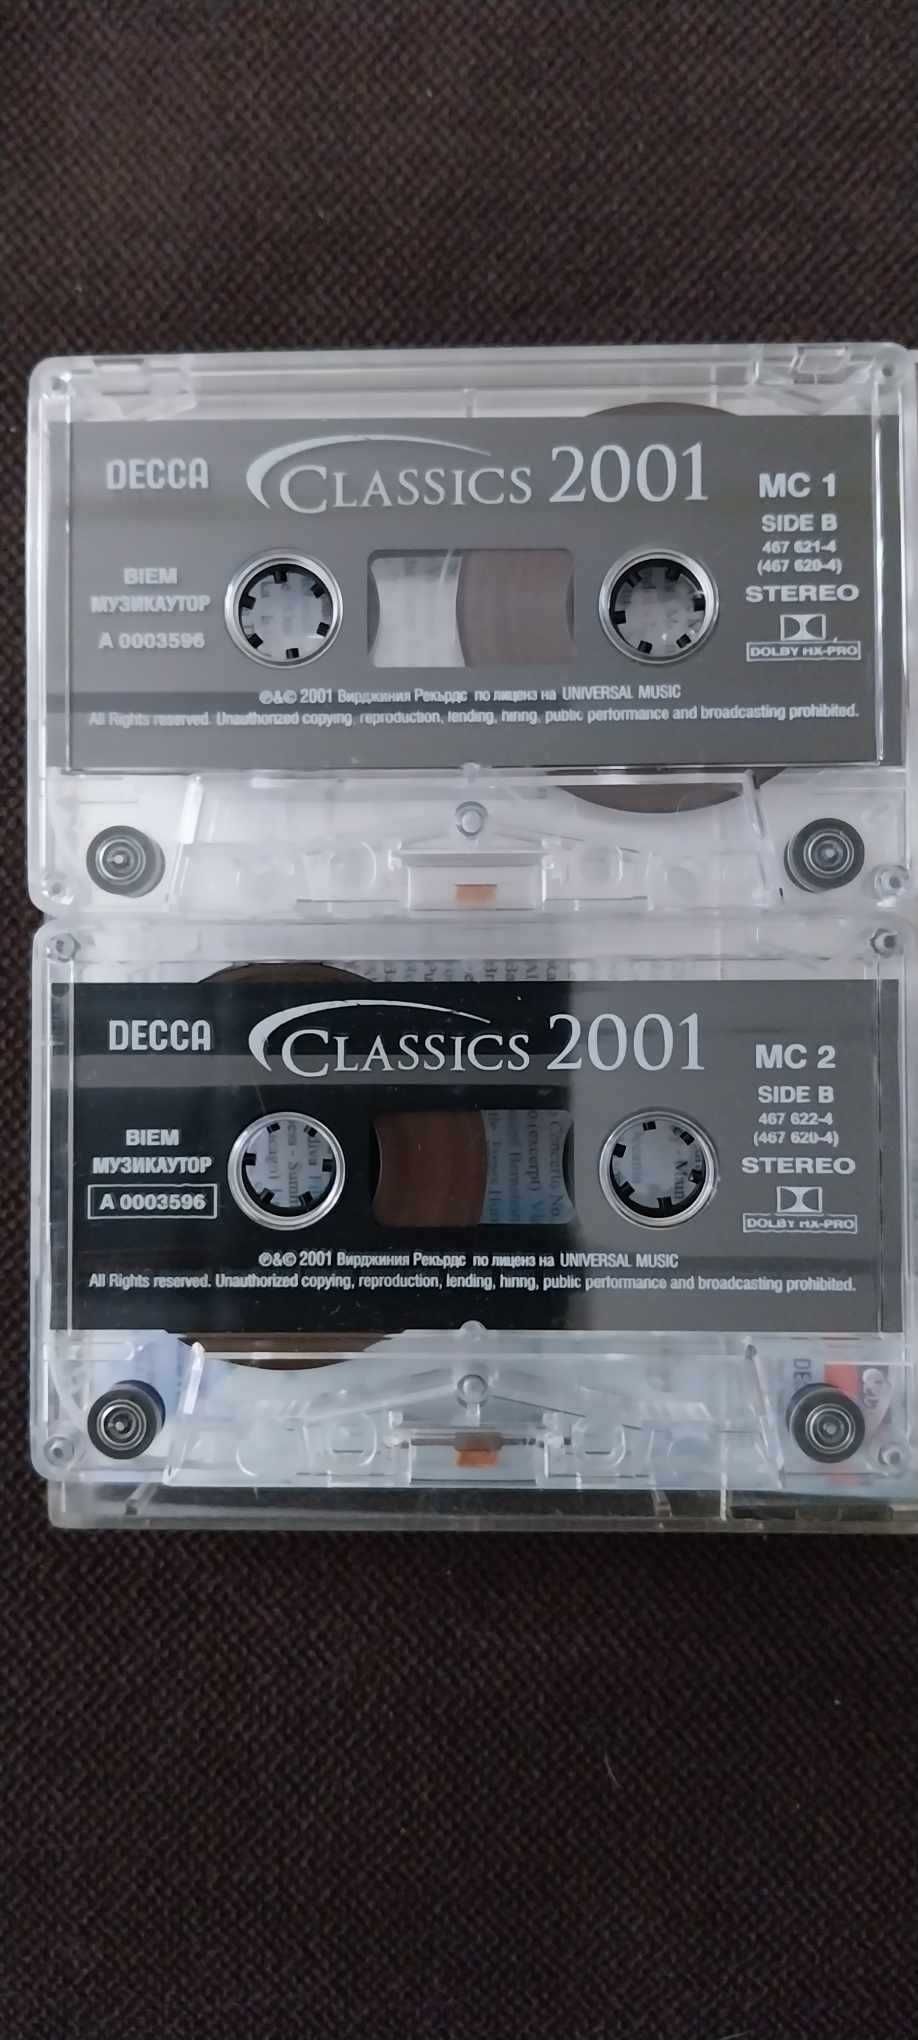 DECCA
CLASSICS 2001
MC 1
SIDE B
467 621-4
(467 620-4)
STEREO
DOLBY HX-PRO
BIEM
МУЗИКАУТОР
A 0003596
℗&© 2001 Вирджиния Рекърдс по лиценз на UNIVERSAL MUSIC
All Rights reserved. Unauthorized copying, reproduction, lending, hiring, public performance and broadcasting prohibited.
DECCA
CLASSICS 2001
MC 2
SIDE B
467 622-4
(467 620-4)
STEREO
DOLBY HX-PRO
BIEM
МУЗИКАУТОР
A 0003596
℗&© 2001 Вирджиния Рекърдс по лиценз на UNIVERSAL MUSIC
All Rights reserved. Unauthorized copying, reproduction, lending, hiring, public performance and broadcasting prohibited.